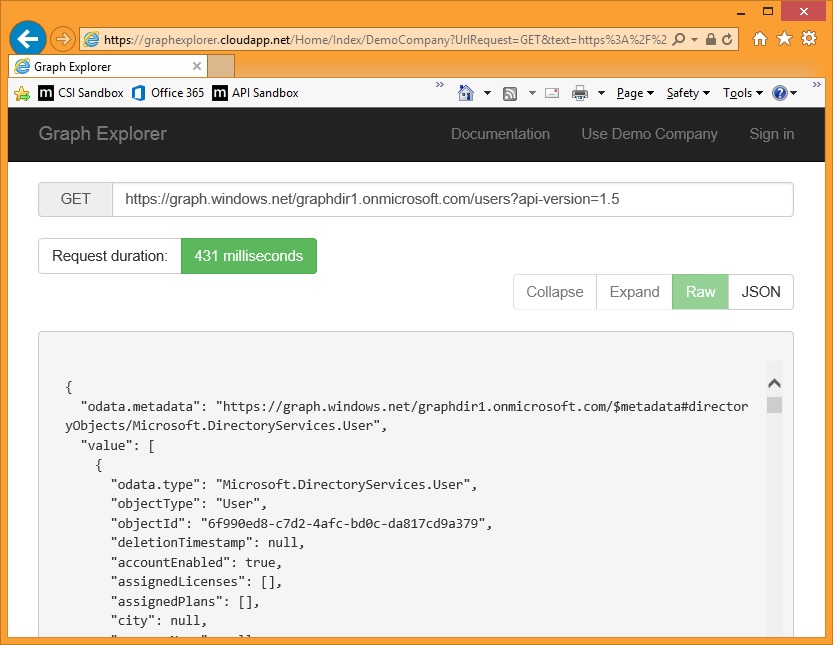 https://graphexplorer.cloudapp.net/Home/Index/DemoCompany?UrlRequest=GET&text=https%3A%2F%2
Graph Explorer
m CSI Sandbox Office 365 m API Sandbox » Page Safety Tools ? »
Graph Explorer Documentation Use Demo Company Sign in
GET https://graph.windows.net/graphdir1.onmicrosoft.com/users?api-version=1.5
Request duration: 431 milliseconds
Collapse Expand Raw JSON
{
"odata.metadata": "https://graph.windows.net/graphdir1.onmicrosoft.com/$metadata#director
yObjects/Microsoft.DirectoryServices.User",
"value": [
{
"odata.type": "Microsoft.DirectoryServices.User",
"objectType": "User",
"objectId": "6f990ed8-c7d2-4afc-bd0c-da817cd9a379",
"deletionTimestamp": null,
"accountEnabled": true,
"assignedLicenses": [],
"assignedPlans": [],
"city": null,